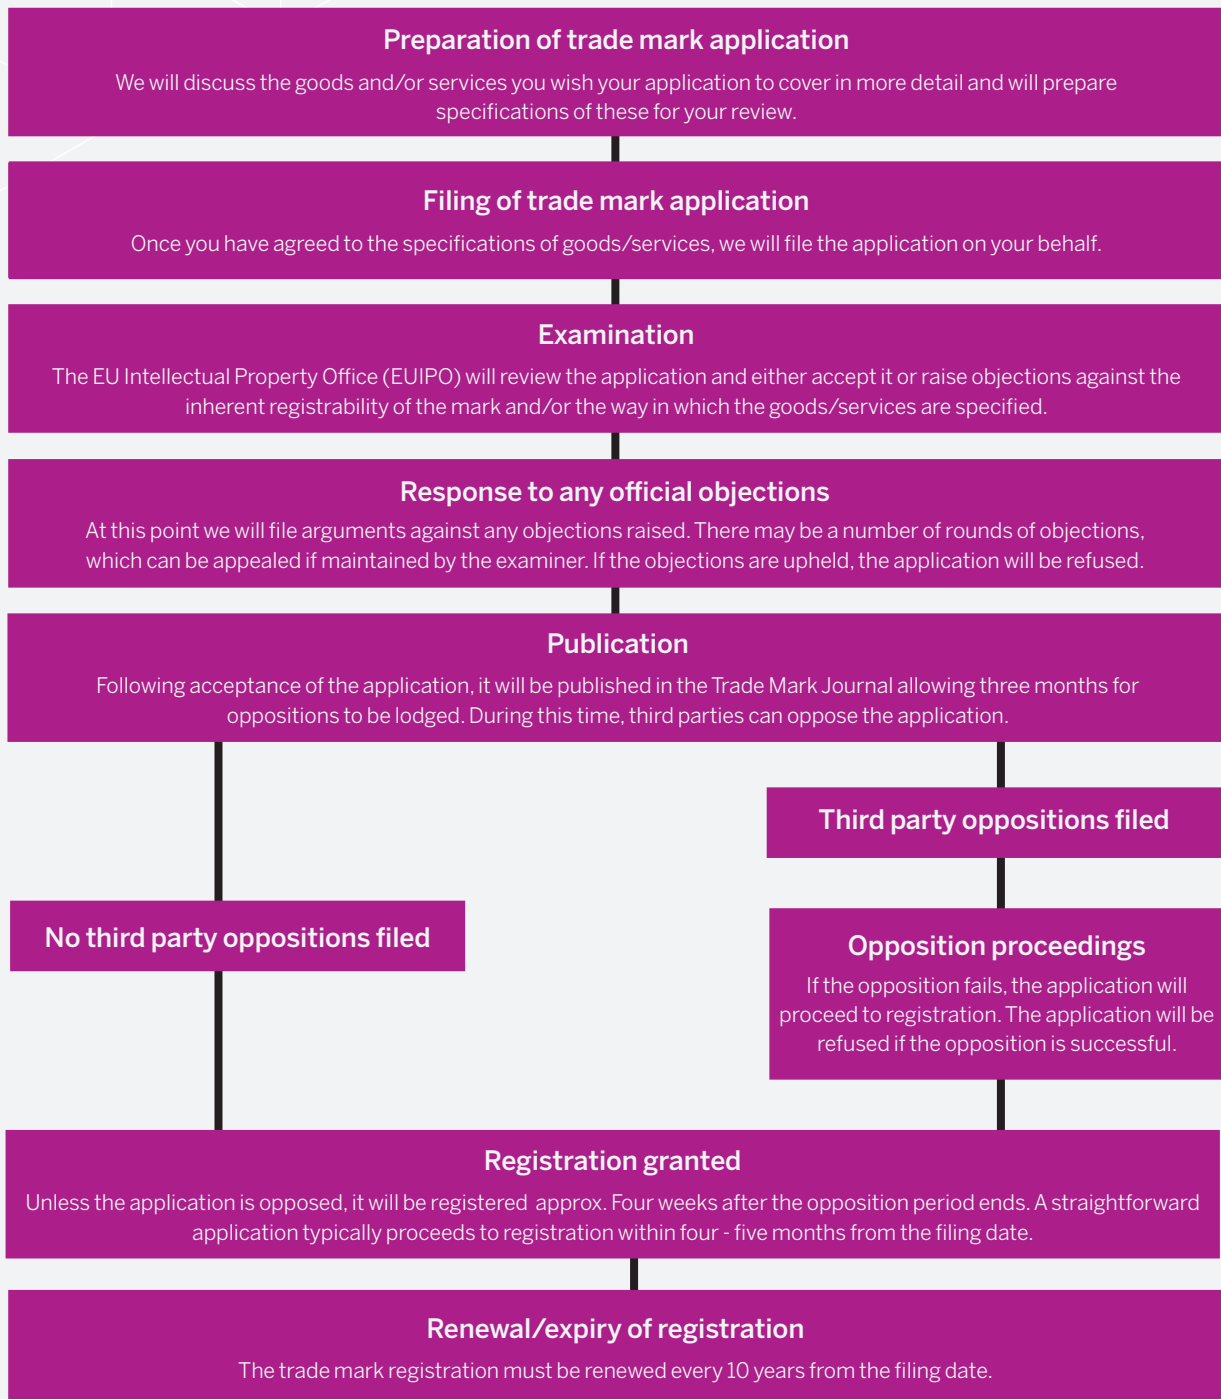 Preparation of trade mark application
We will discuss the goods and/or services you wish your application to cover in more detail and will prepare
specifications of these for your review.
Filing of trade mark application
Once you have agreed to the specifications of goods/services, we will file the application on your behalf.
Examination
The EU Intellectual Property Office (EUIPO) will review the application and either accept it or raise objections against the
inherent registrability of the mark and/or the way in which the goods/services are specified.
Response to any official objections
At this point we will file arguments against any objections raised. There may be a number of rounds of objections,
which can be appealed if maintained by the examiner. If the objections are upheld, the application will be refused.
Publication
Following acceptance of the application, it will be published in the Trade Mark Journal allowing three months for
oppositions to be lodged. During this time, third parties can oppose the application.
Third party oppositions filed
No third party oppositions filed
Opposition proceedings
If the opposition fails, the application will
proceed to registration. The application will be
refused if the opposition is successful.
Registration granted
Unless the application is opposed, it will be registered approx. Four weeks after the opposition period ends. A straightforward
application typically proceeds to registration within four - five months from the filing date.
Renewal/expiry of registration
The trade mark registration must be renewed every 10 years from the filing date.